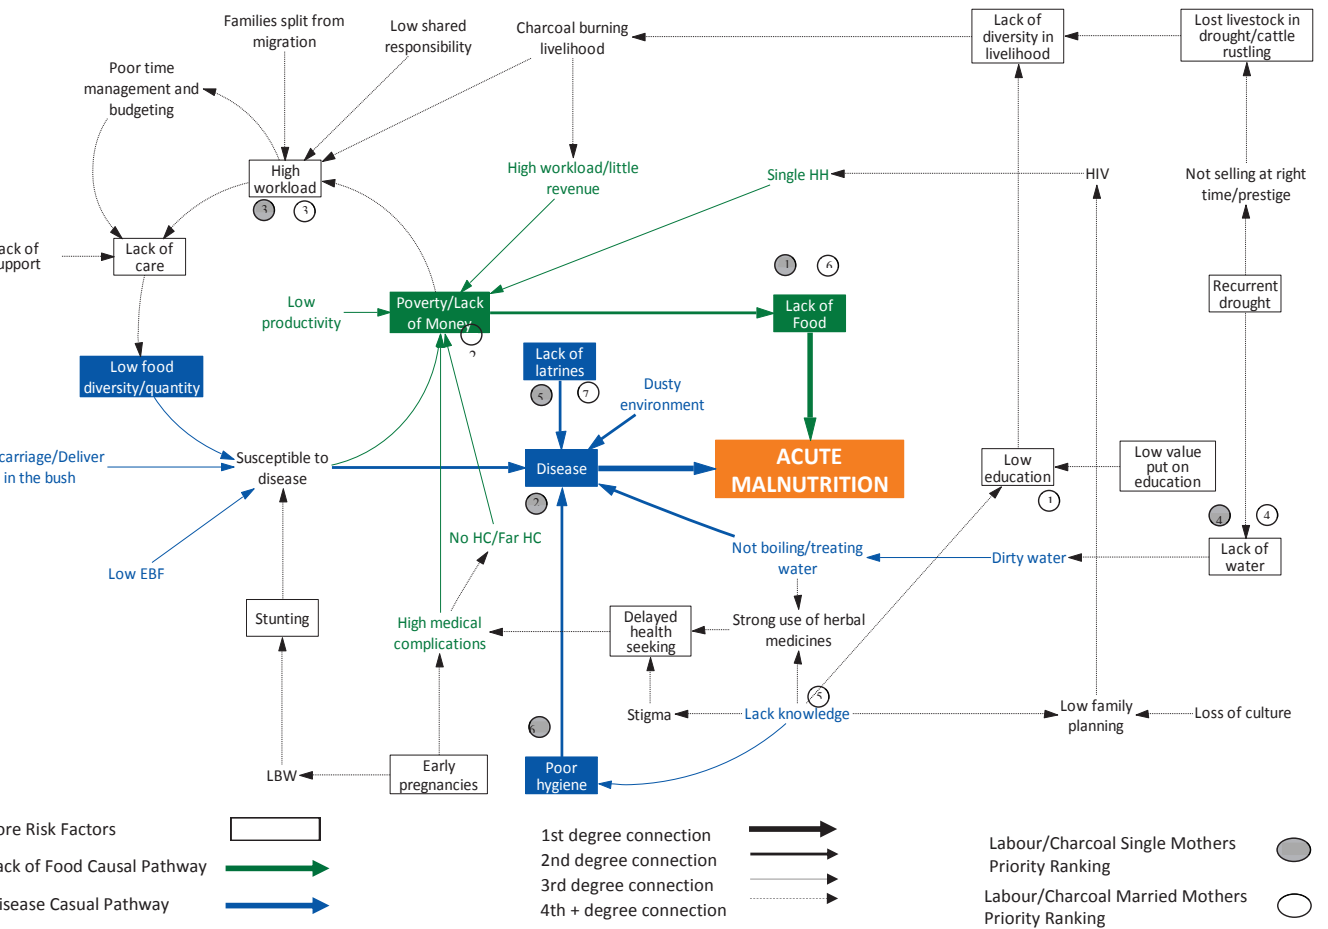 Families split from
migration
Low shared
responsibility
Charcoal burning
livelihood
Lack of
diversity in
livelihood
Lost livestock in
drought/cattle
rustling
Poor time
management and
budgeting
High
workload
3
3
High workload/little
revenue
Single HH
HIV
Not selling at right
time/prestige
ack of
upport
Lack of
care
1
6
Low
productivity
Poverty/Lack
of Money
2
Lack of
Food
Recurrent
drought
Low food
diversity/quantity
Lack of
latrines
5
7
Dusty
environment
carriage/Deliver
in the bush
Susceptible to
disease
Disease
2
ACUTE
MALNUTRITION
Low
education
1
Low value
put on
education
4
4
Low EBF
No HC/Far HC
Not boiling/treating
water
Dirty water
Lack of
water
Stunting
High medical
complications
Delayed
health
seeking
Strong use of herbal
medicines
5
Stigma
Lack knowledge
Low family
planning
Loss of culture
6
LBW
Early
pregnancies
Poor
hygiene
ore Risk Factors
ack of Food Causal Pathway
isease Casual Pathway
1st degree connection
2nd degree connection
3rd degree connection
4th + degree connection
Labour/Charcoal Single Mothers
Priority Ranking
Labour/Charcoal Married Mothers
Priority Ranking